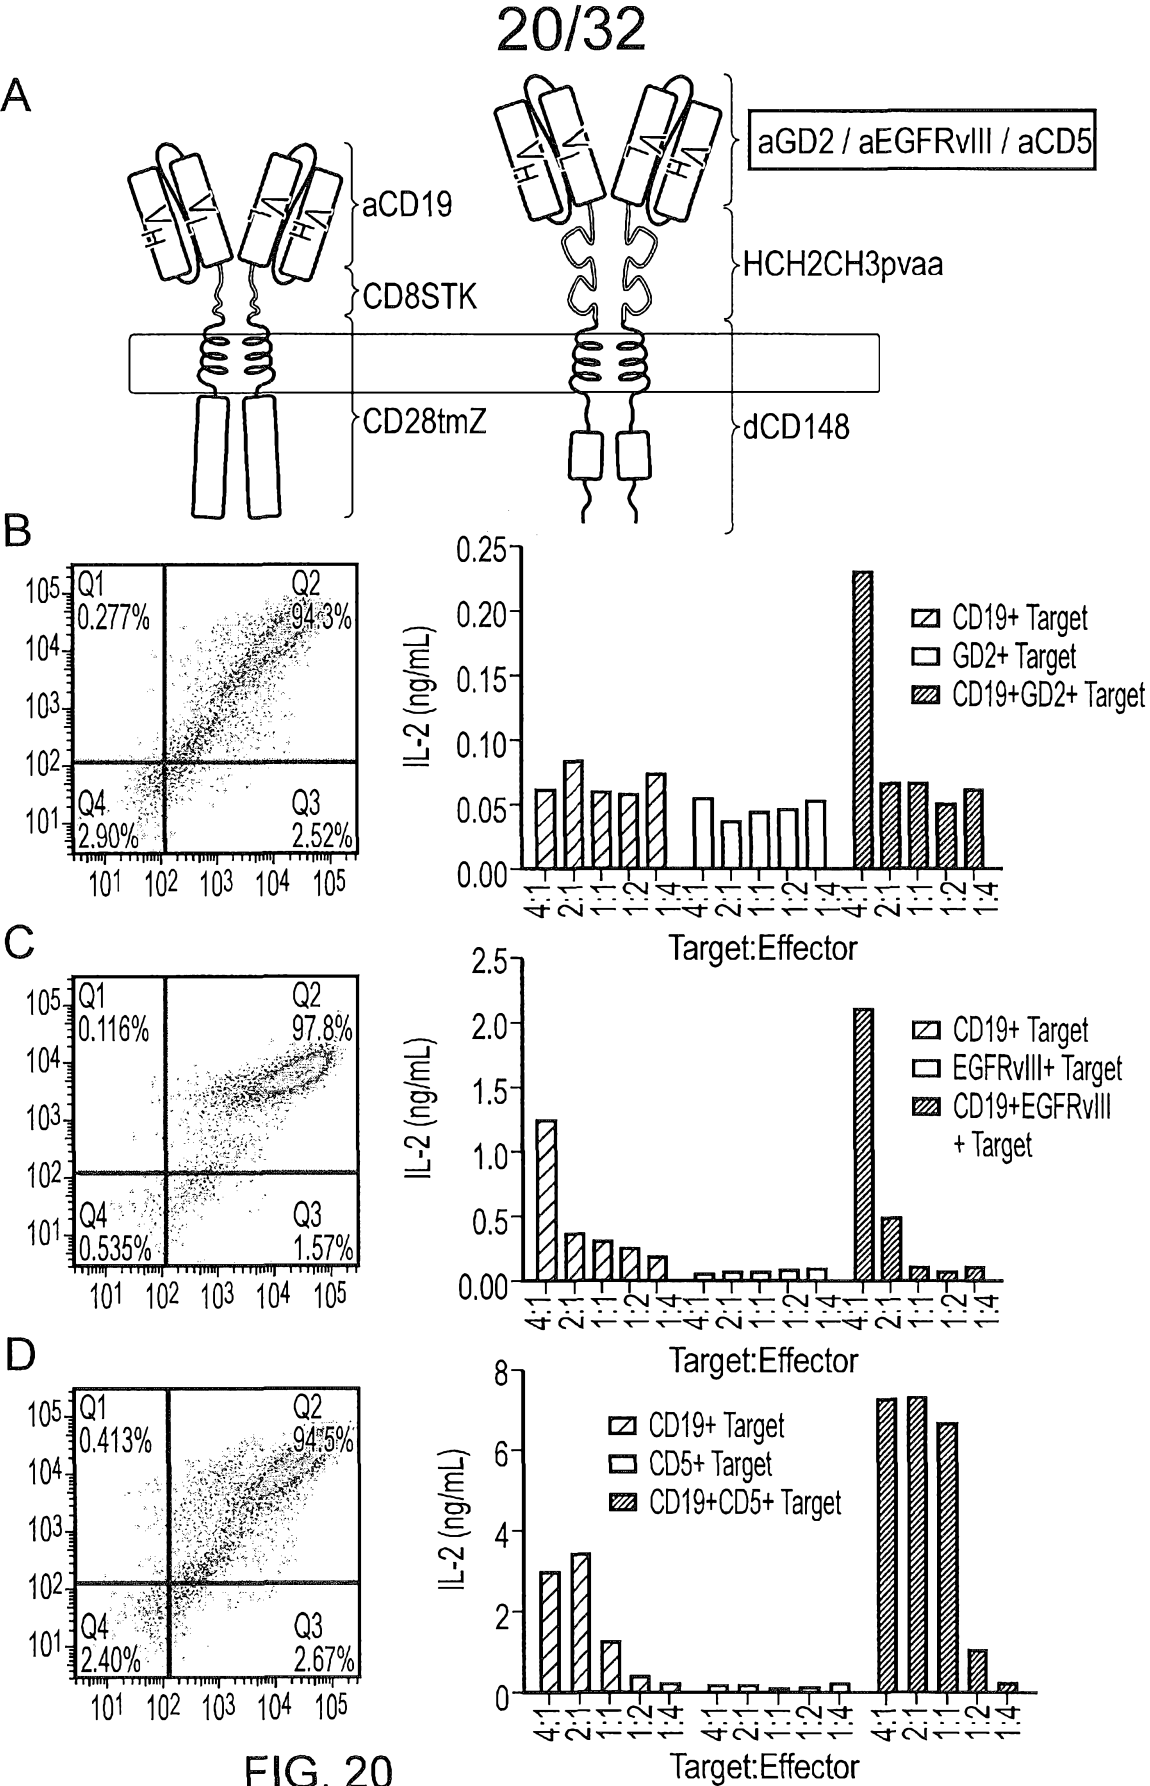 20/32
A
VH VL VL VH
aCD19
CD8STK
CD28tmZ
VH VL VL VH
aGD2 / aEGFRvIII / aCD5
HCH2CH3pvaa
dCD148
B
Q1
0.277%
Q2
94.3%
Q4
2.90%
Q3
2.52%
10⁵
10⁴
10³
10²
10¹
10¹ 10² 10³ 10⁴ 10⁵
IL-2 (ng/mL)
0.25
0.20
0.15
0.10
0.05
0.00
4:1 2:1 1:1 1:2 1:4 4:1 2:1 1:1 1:2 1:4 4:1 2:1 1:1 1:2 1:4
Target:Effector
CD19+ Target
GD2+ Target
CD19+GD2+ Target
C
Q1
0.116%
Q2
97.8%
Q4
0.535%
Q3
1.57%
10⁵
10⁴
10³
10²
10¹
10¹ 10² 10³ 10⁴ 10⁵
IL-2 (ng/mL)
2.5
2.0
1.5
1.0
0.5
0.00
4:1 2:1 1:1 1:2 1:4 4:1 2:1 1:1 1:2 1:4 4:1 2:1 1:1 1:2 1:4
Target:Effector
CD19+ Target
EGFRvIII+ Target
CD19+EGFRvIII
+ Target
D
Q1
0.413%
Q2
94.5%
Q4
2.40%
Q3
2.67%
10⁵
10⁴
10³
10²
10¹
10¹ 10² 10³ 10⁴ 10⁵
IL-2 (ng/mL)
8
6
4
2
0
4:1 2:1 1:1 1:2 1:4 4:1 2:1 1:1 1:2 1:4 4:1 2:1 1:1 1:2 1:4
Target:Effector
CD19+ Target
CD5+ Target
CD19+CD5+ Target
FIG. 20